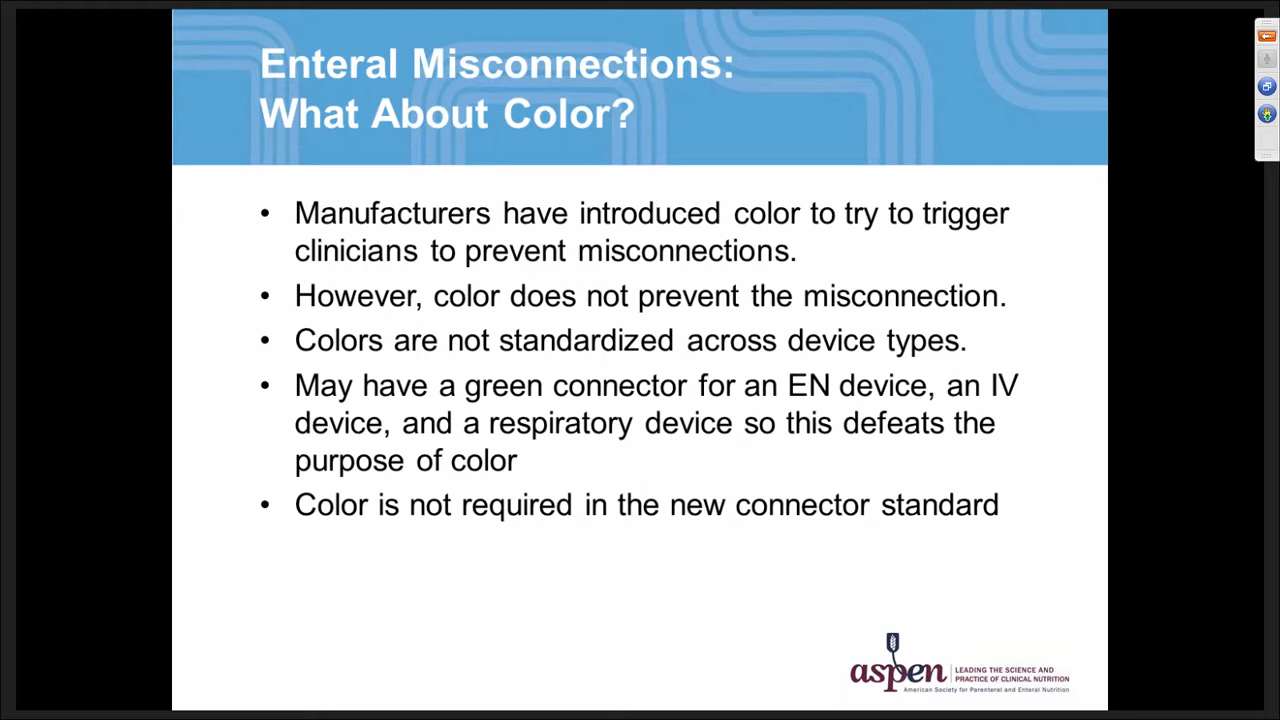 Enteral Misconnections:
What About Color?
• Manufacturers have introduced color to try to trigger
clinicians to prevent misconnections.
• However, color does not prevent the misconnection.
• Colors are not standardized across device types.
• May have a green connector for an EN device, an IV
device, and a respiratory device so this defeats the
purpose of color
• Color is not required in the new connector standard
aspen
LEADING THE SCIENCE AND
PRACTICE OF CLINICAL NUTRITION
American Society for Parenteral and Enteral Nutrition